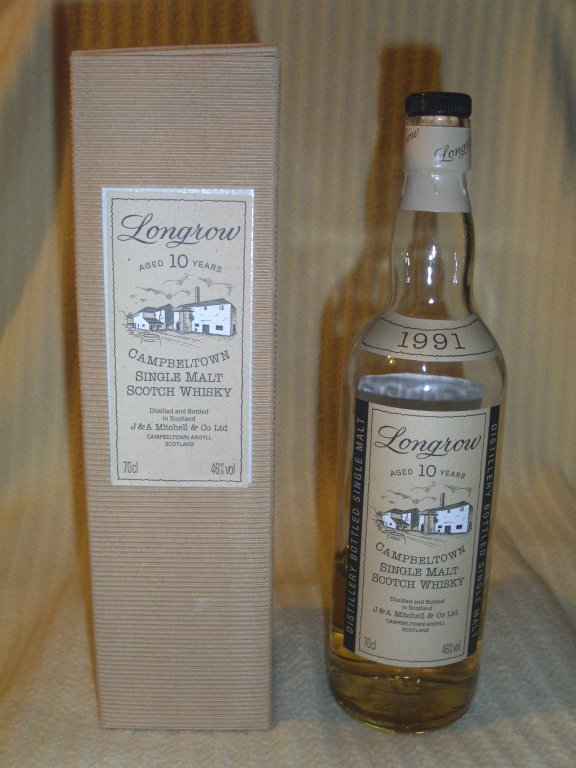 Longrow
AGED 10 YEARS
CAMPBELTOWN
SINGLE MALT
SCOTCH WHISKY
Distilled and Bottled
in Scotland
J & A Mitchell & Co Ltd
CAMPBELTOWN ARGYLL
SCOTLAND
70cl 46% vol
Longrow
1991
Longrow
AGED 10 YEARS
CAMPBELTOWN
SINGLE MALT
SCOTCH WHISKY
Distilled and Bottled
in Scotland
J & A Mitchell & Co Ltd
CAMPBELTOWN ARGYLL
SCOTLAND
70cl 46% vol
DISTILLERY BOTTLED SINGLE MALT
DISTILLERY BOTTLED SINGLE MALT